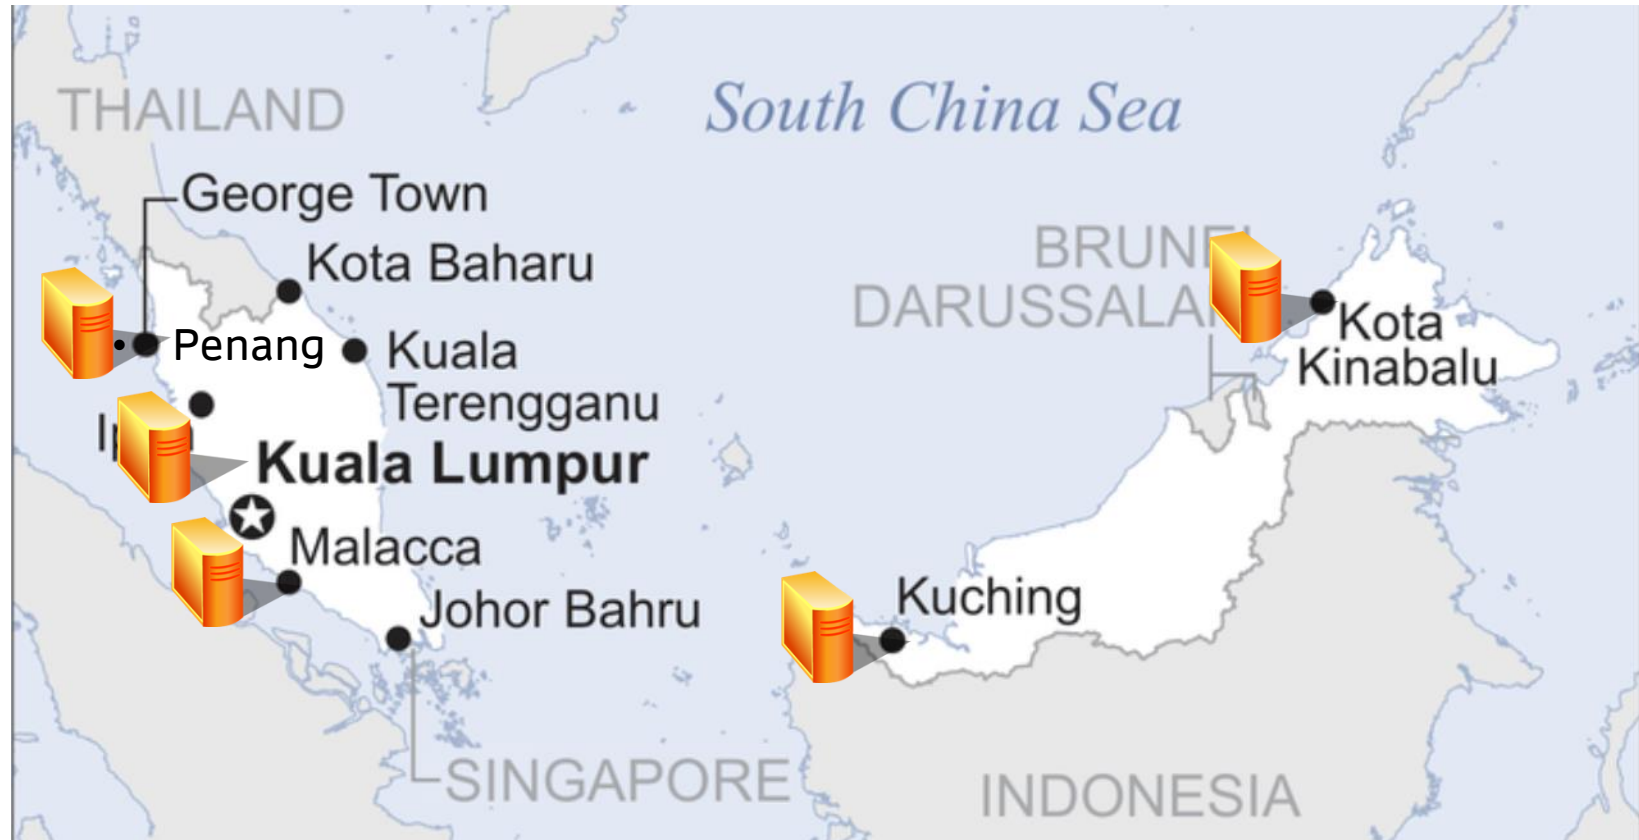 THAILAND
South China Sea
George Town
Kota Baharu
Penang
Kuala
Terengganu
Kuala Lumpur
Malacca
Johor Bahru
SINGAPORE
Kota
Kinabalu
Kuching
INDONESIA